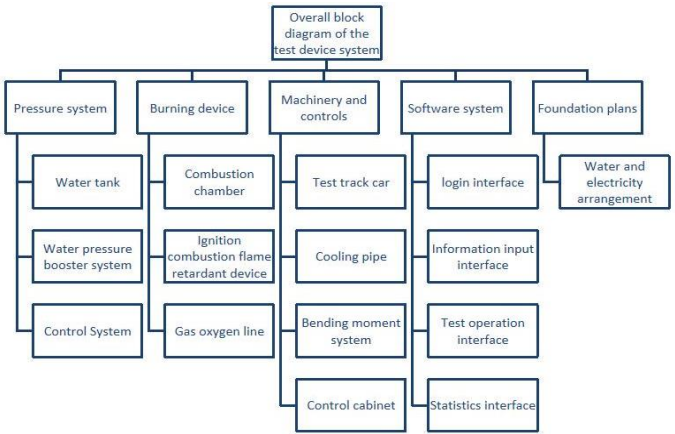 Overall block
diagram of the
test device system
Pressure system
Burning device
Machinery and
controls
Software system
Foundation plans
Water tank
Combustion
chamber
Test track car
login interface
Water and
electricity
arrangement
Water pressure
booster system
Ignition
combustion flame
retardant device
Cooling pipe
Information input
interface
Control System
Gas oxygen line
Bending moment
system
Test operation
interface
Control cabinet
Statistics interface